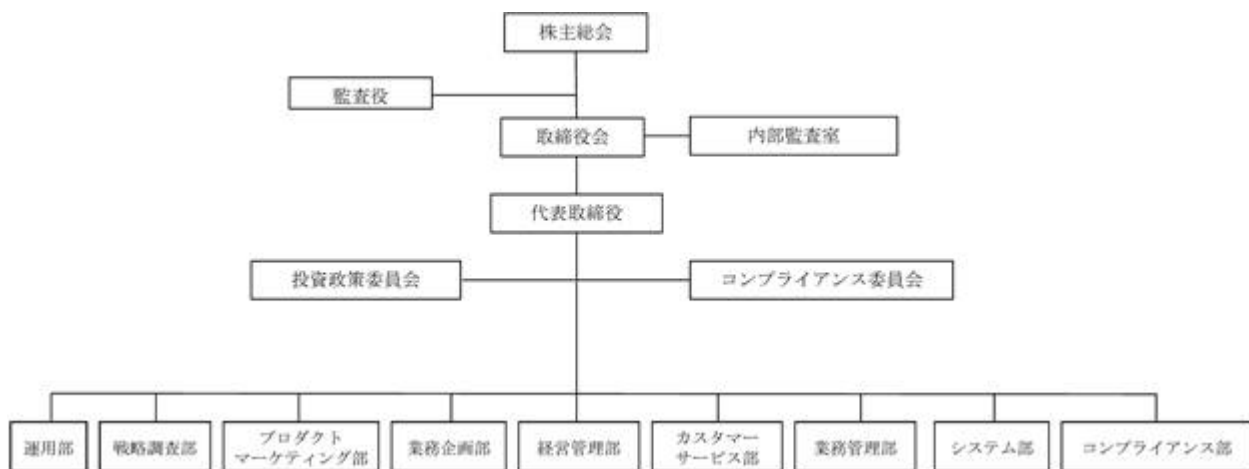 株主総会
監査役
取締役会
内部監査室
代表取締役
投資政策委員会
コンプライアンス委員会
運用部
戦略調査部
プロダクト
マーケティング部
業務企画部
経営管理部
カスタマー
サービス部
業務管理部
システム部
コンプライアンス部